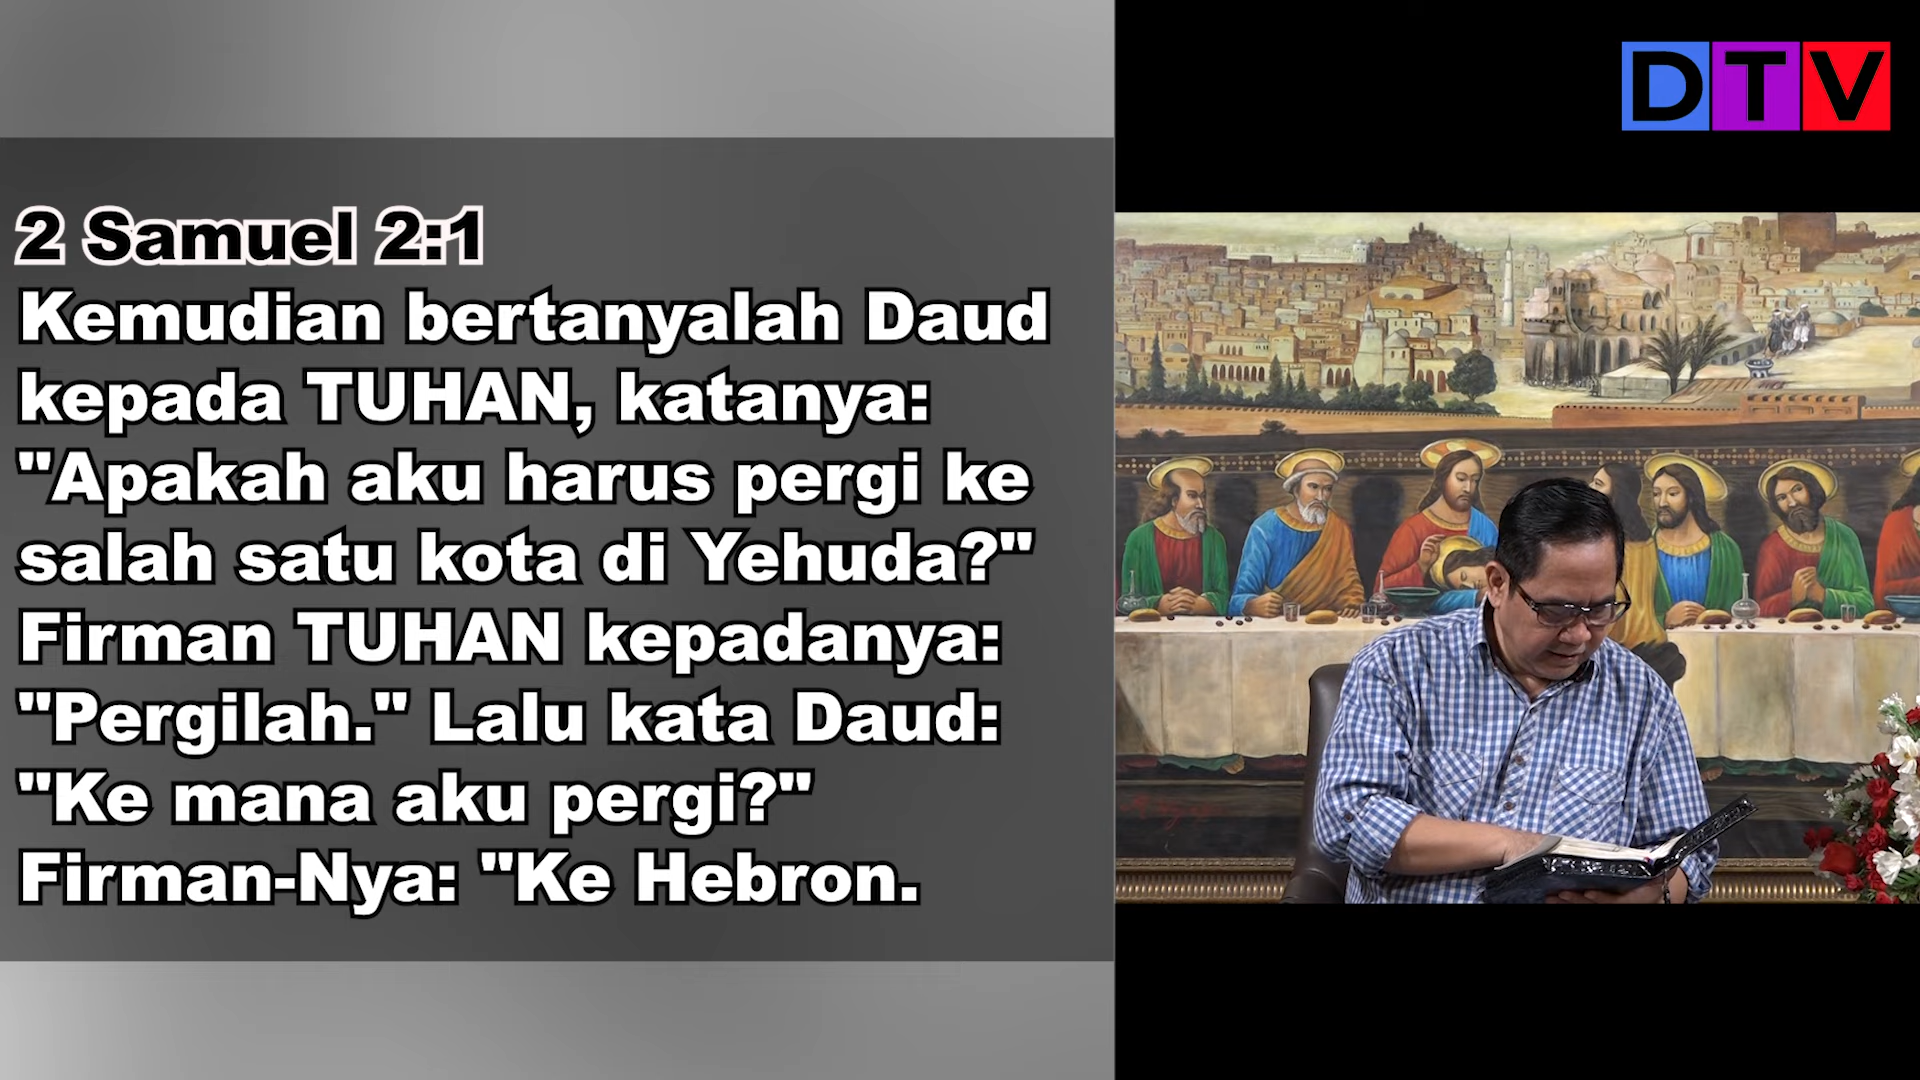 2 Samuel 2:1
Kemudian bertanyalah Daud
kepada TUHAN, katanya:
"Apakah aku harus pergi ke
salah satu kota di Yehuda?"
Firman TUHAN kepadanya:
"Pergilah." Lalu kata Daud:
"Ke mana aku pergi?"
Firman-Nya: "Ke Hebron.
DTV